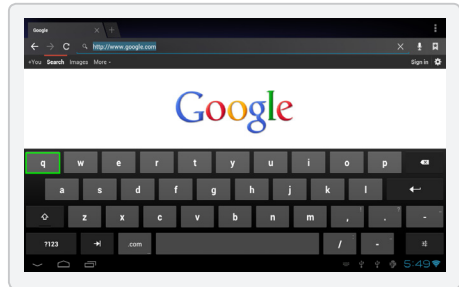 Google
http://www.google.com
+You Search Images More
Sign in
Google
q w e r t y u i o p
a s d f g h j k l
z x c v b n m , ! . ?
?123 .com / -
5:49